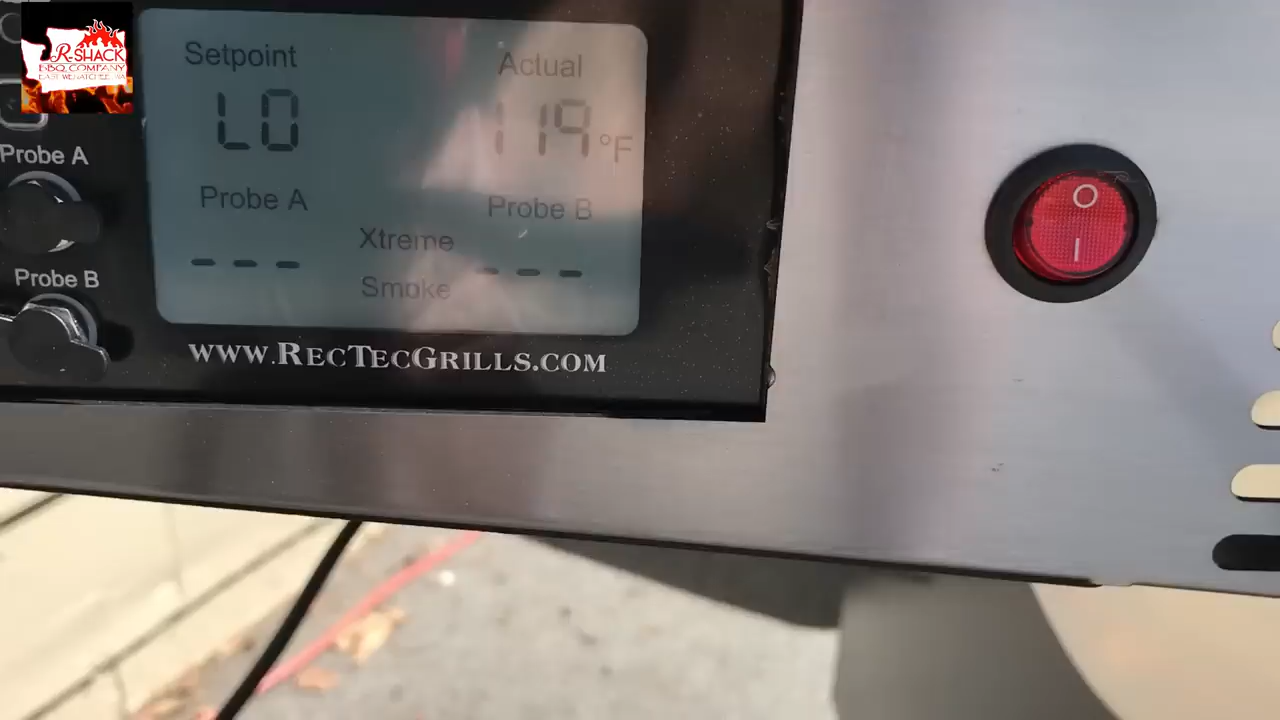 R-SHACK
BBQ COMPANY
EAST WENATCHEE, WA
Setpoint
Actual
LO
119 °F
Probe A
Probe A
Probe B
Xtreme
--- ---
Smoke
Probe B
WWW.RECTECGRILLS.COM
O
I